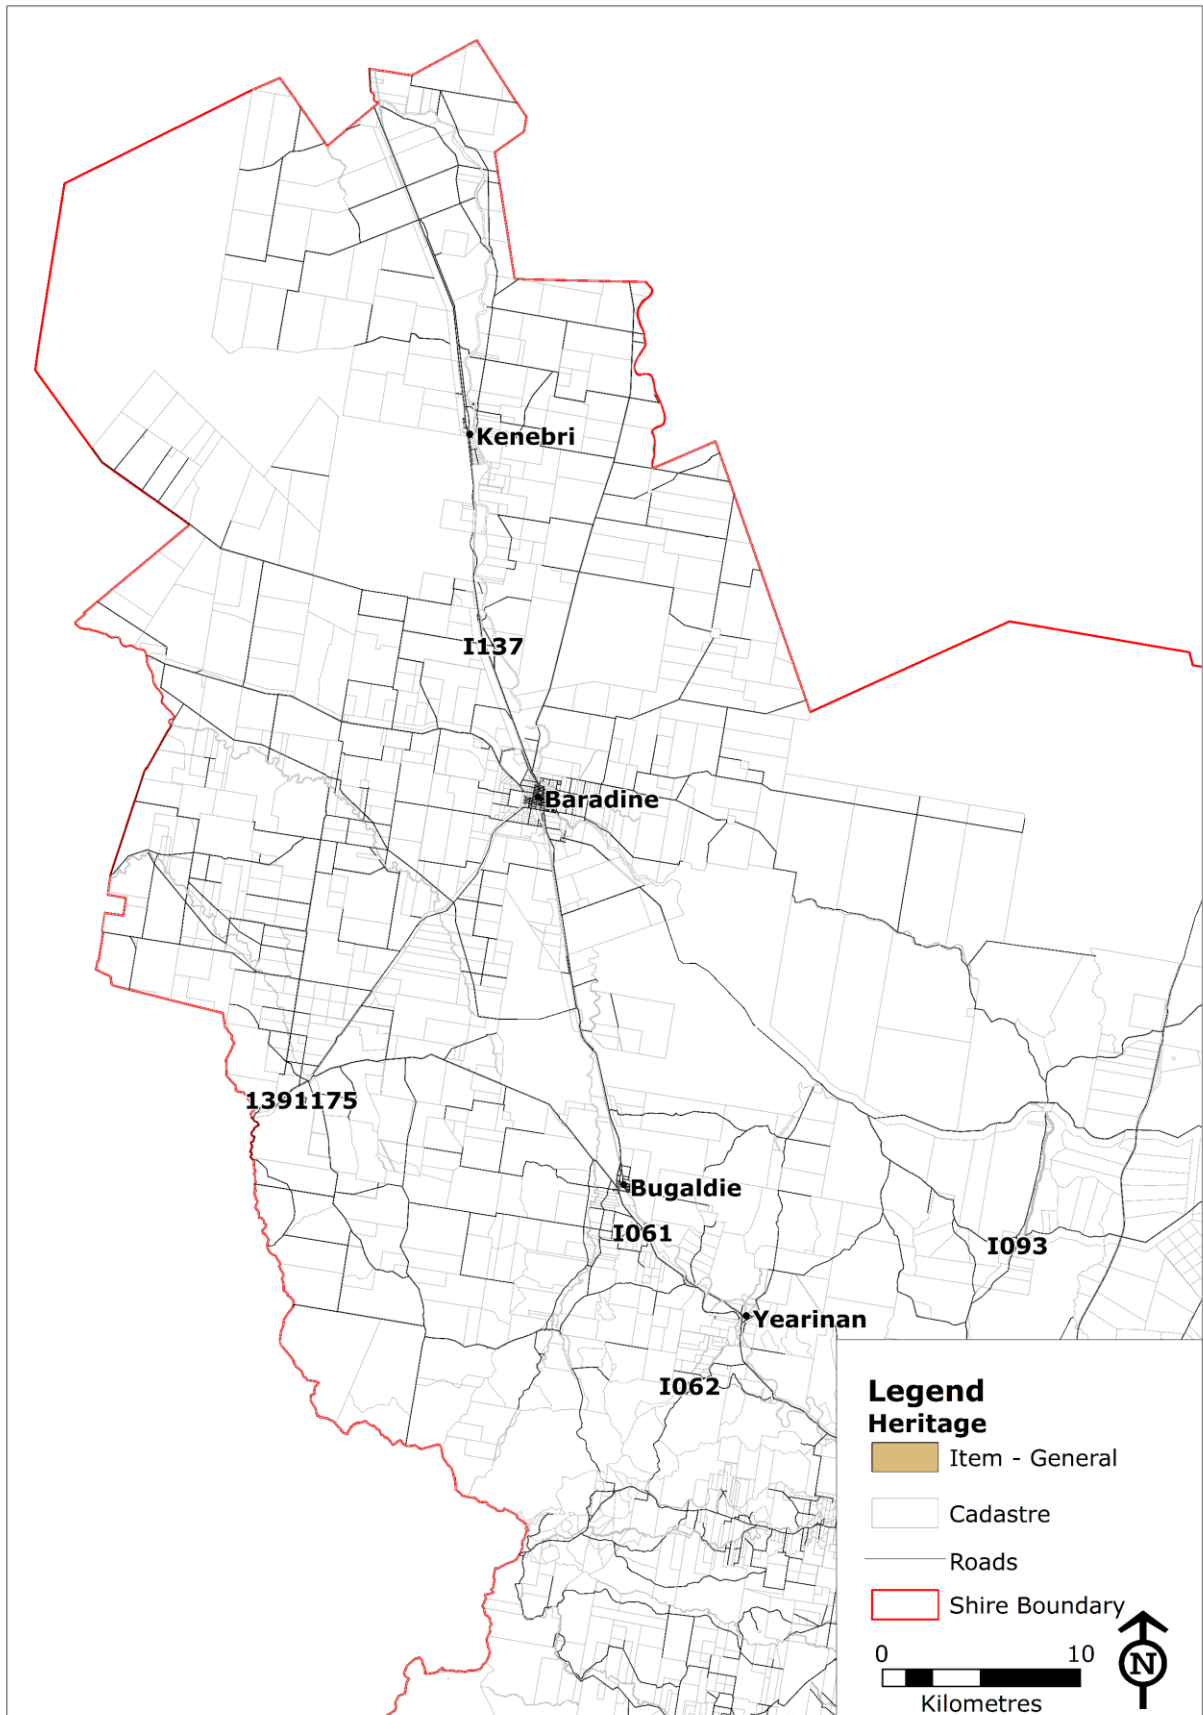 Kenebri
I137
Baradine
1391175
Bugaldie
I061
I093
Yearinan
I062
Legend
Heritage
Item - General
Cadastre
Roads
Shire Boundary
0 10
Kilometres
N